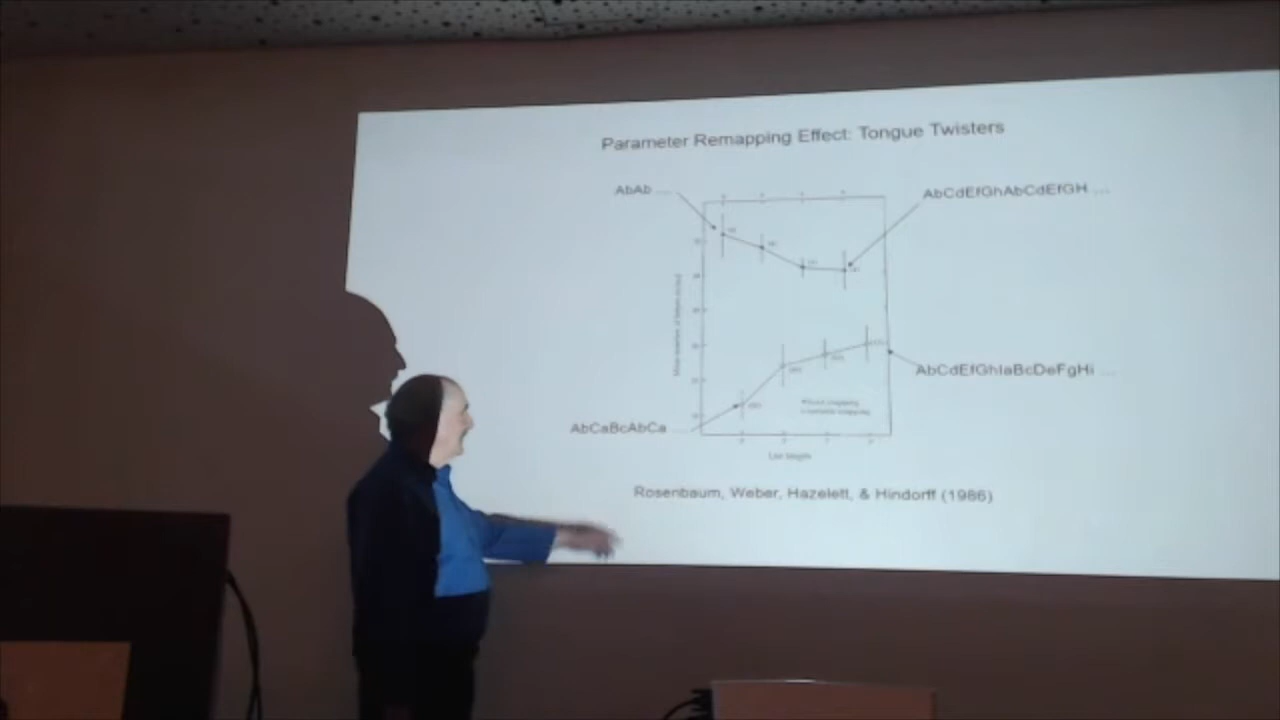 Parameter Remapping Effect: Tongue Twisters
AbAb ....
AbCdEfGhAbCdEfGH ....
AbCdEfGhIaBcDeFgHi ...
AbCaBcAbCa ....
List length
Rosenbaum, Weber, Hazelett, & Hindorff (1986)